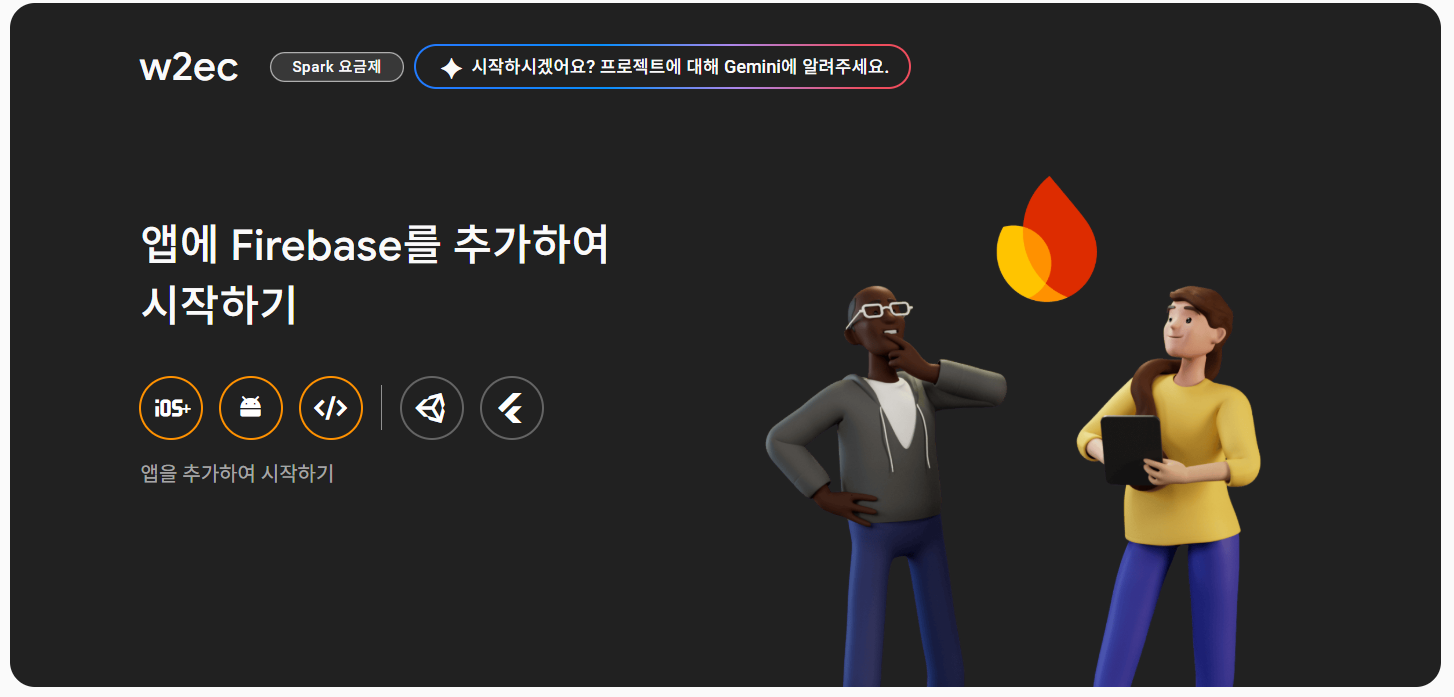 w2ec
Spark 요금제
시작하시겠어요? 프로젝트에 대해 Gemini에 알려주세요.
앱에 Firebase를 추가하여
시작하기
iOS+
</>
앱을 추가하여 시작하기